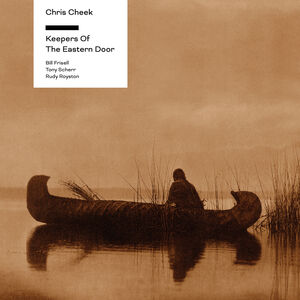 Chris Cheek
Keepers Of
The Eastern Door
Bill Frisell
Tony Scherr
Rudy Royston